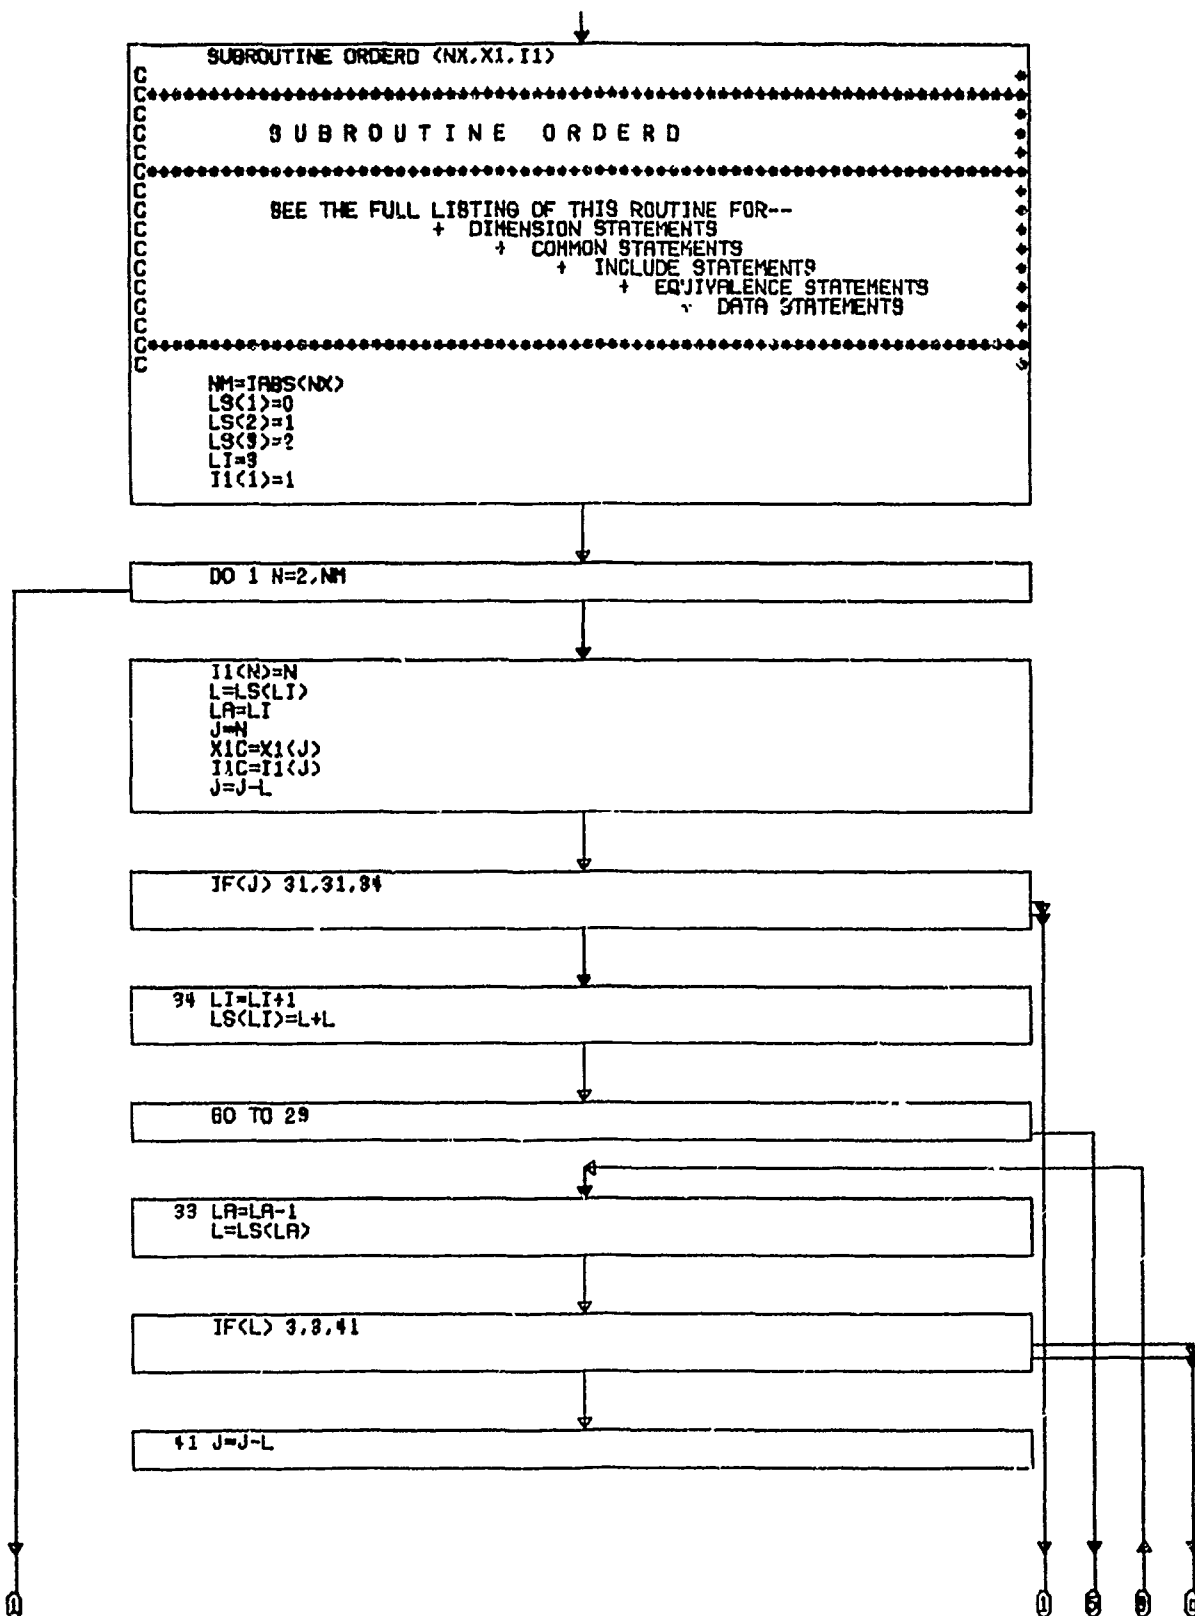 SUBROUTINE ORDERD (NX,X1,I1)
C *
C************************************************************************
C *
C SUBROUTINE ORDERD *
C *
C************************************************************************
C *
C SEE THE FULL LISTING OF THIS ROUTINE FOR-- *
C + DIMENSION STATEMENTS *
C + COMMON STATEMENTS *
C + INCLUDE STATEMENTS *
C + EQUIVALENCE STATEMENTS *
C + DATA STATEMENTS *
C *
C************************************************************************
C
NM=IABS(NX)
LS(1)=0
LS(2)=1
LS(3)=2
LI=3
I1(1)=1
DO 1 N=2,NM
I1(N)=N
L=LS(LI)
LA=LI
J=N
X1C=X1(J)
I1C=I1(J)
J=J-L
IF(J) 31,31,34
34 LI=LI+1
LS(LI)=L+L
GO TO 29
33 LA=LA-1
L=LS(LA)
IF(L) 3,3,41
41 J=J-L
1